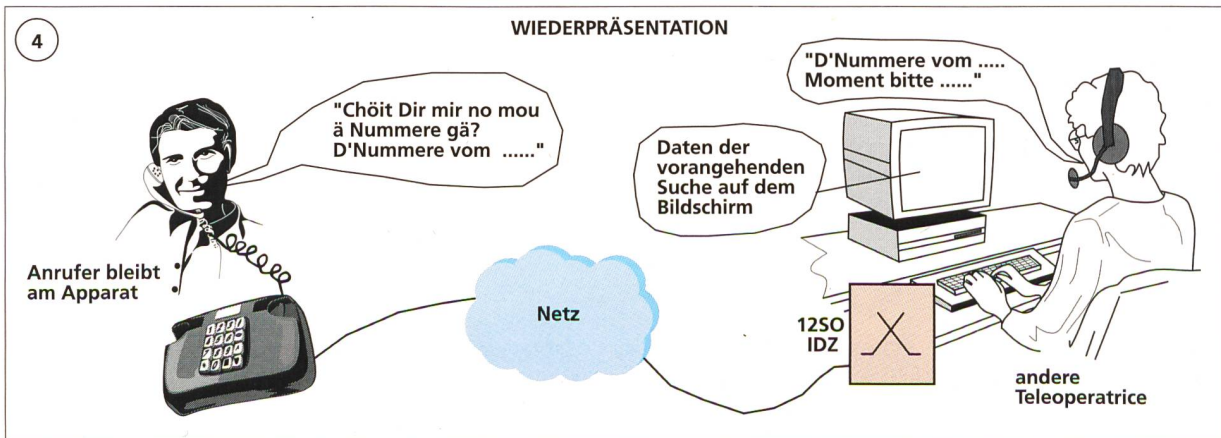 4
WIEDERPRÄSENTATION
"Chöit Dir mir no mou
ä Nummere gä?
D'Nummere vom ......"
"D'Nummere vom .....
Moment bitte ......"
Daten der
vorangehenden
Suche auf dem
Bildschirm
Anrufer bleibt
am Apparat
Netz
12SO
IDZ
andere
Teleoperatrice